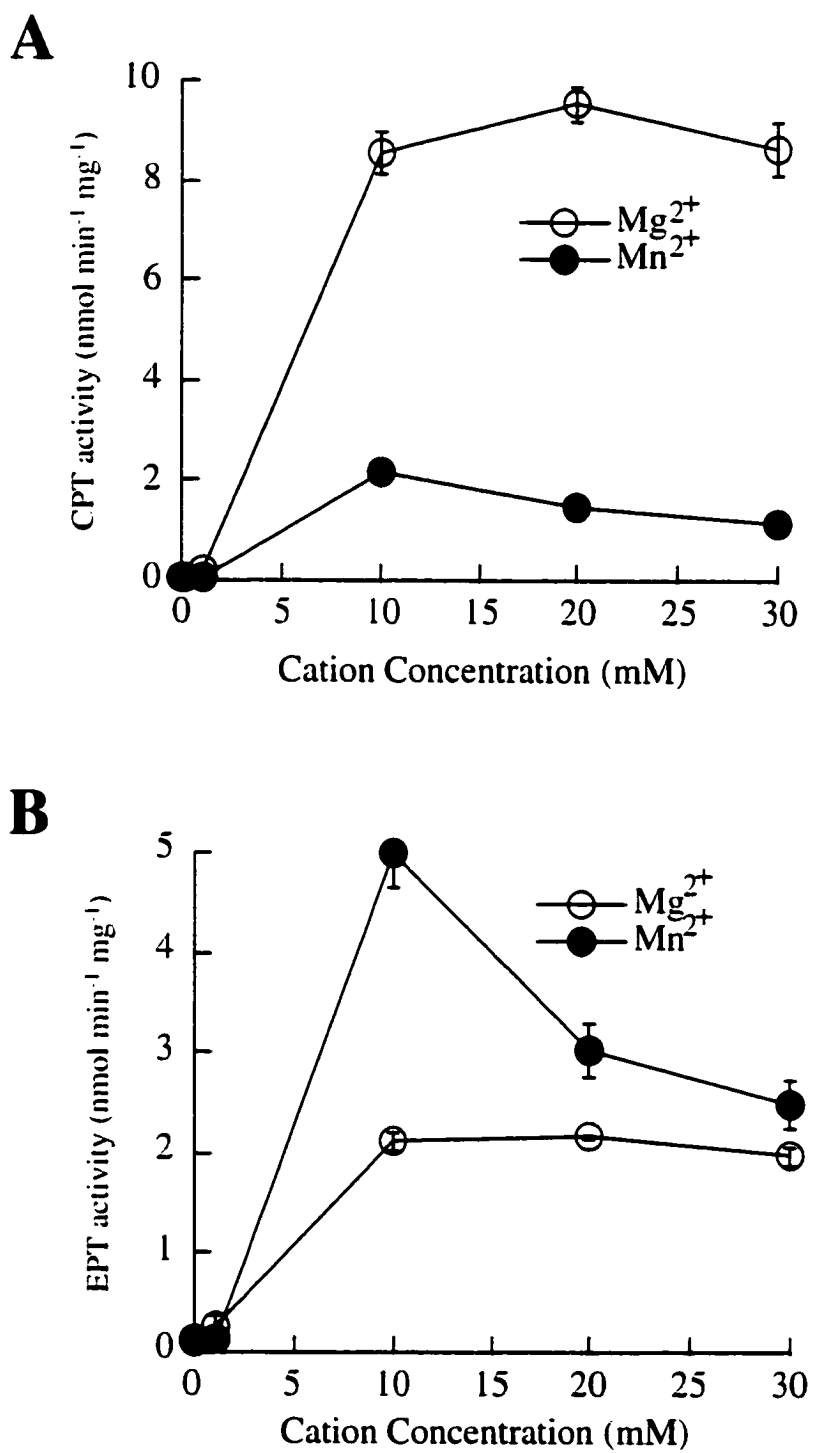 A
10
8
6
4
2
0
CPT activity (nmol min⁻¹ mg⁻¹)
Mg²⁺
Mn²⁺
0 5 10 15 20 25 30
Cation Concentration (mM)
B
5
4
3
2
1
0
EPT activity (nmol min⁻¹ mg⁻¹)
Mg²⁺
Mn²⁺
0 5 10 15 20 25 30
Cation Concentration (mM)